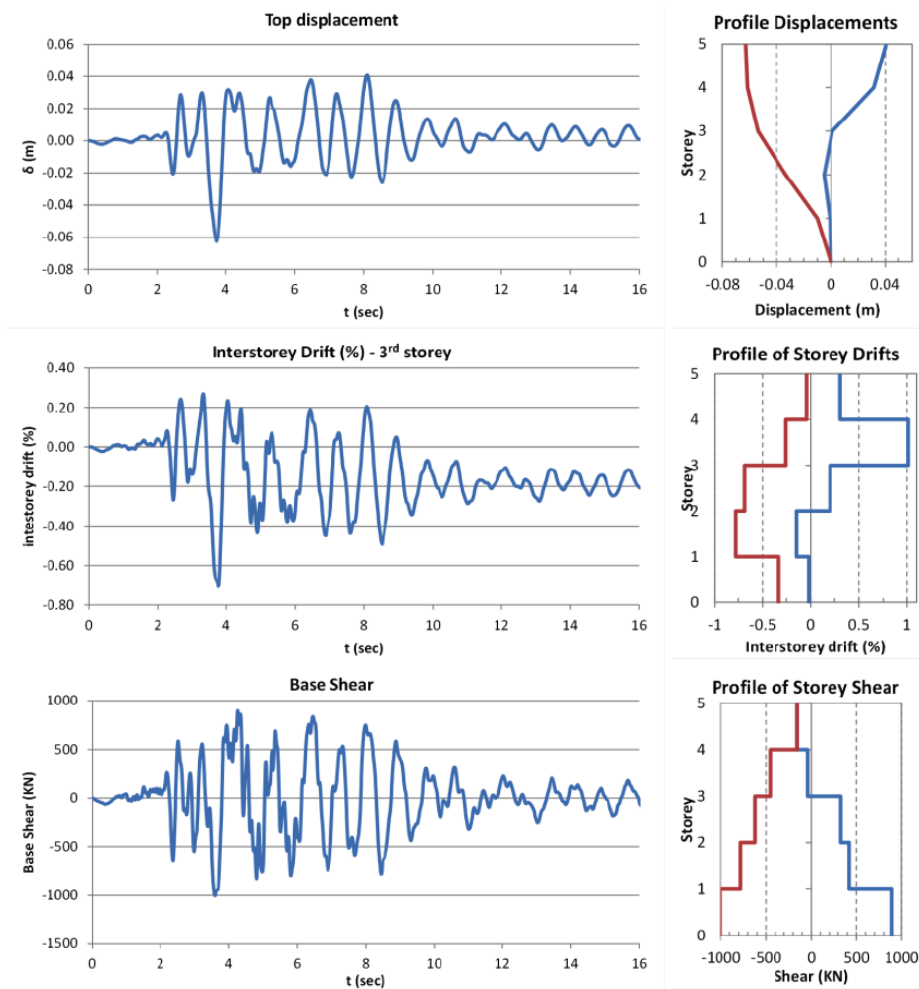 Top displacement
0.06
0.04
0.02
0.00
-0.02
-0.04
-0.06
-0.08
δ (m)
0 2 4 6 8 10 12 14 16
t (sec)
Profile Displacements
5
4
3
2
1
0
Storey
-0.08 -0.04 0 0.04
Displacement (m)
Interstorey Drift (%) - 3rd storey
0.40
0.20
0.00
-0.20
-0.40
-0.60
-0.80
intestorey drift (%)
0 2 4 6 8 10 12 14 16
t (sec)
Profile of Storey Drifts
5
4
3
2
1
0
Storey
-1 -0.5 0 0.5 1
Interstorey drift (%)
Base Shear
1000
500
0
-500
-1000
-1500
Base Shear (KN)
0 2 4 6 8 10 12 14 16
t (sec)
Profile of Storey Shear
5
4
3
2
1
0
Storey
-1000 -500 0 500 1000
Shear (KN)